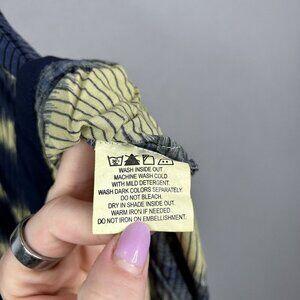 WASH INSIDE OUT
MACHINE WASH COLD
WITH MILD DETERGENT.
WASH DARK COLORS SEPARATELY.
DO NOT BLEACH.
DRY IN SHADE INSIDE OUT.
WARM IRON IF NEEDED.
DO NOT IRON ON EMBELLISHMENT.